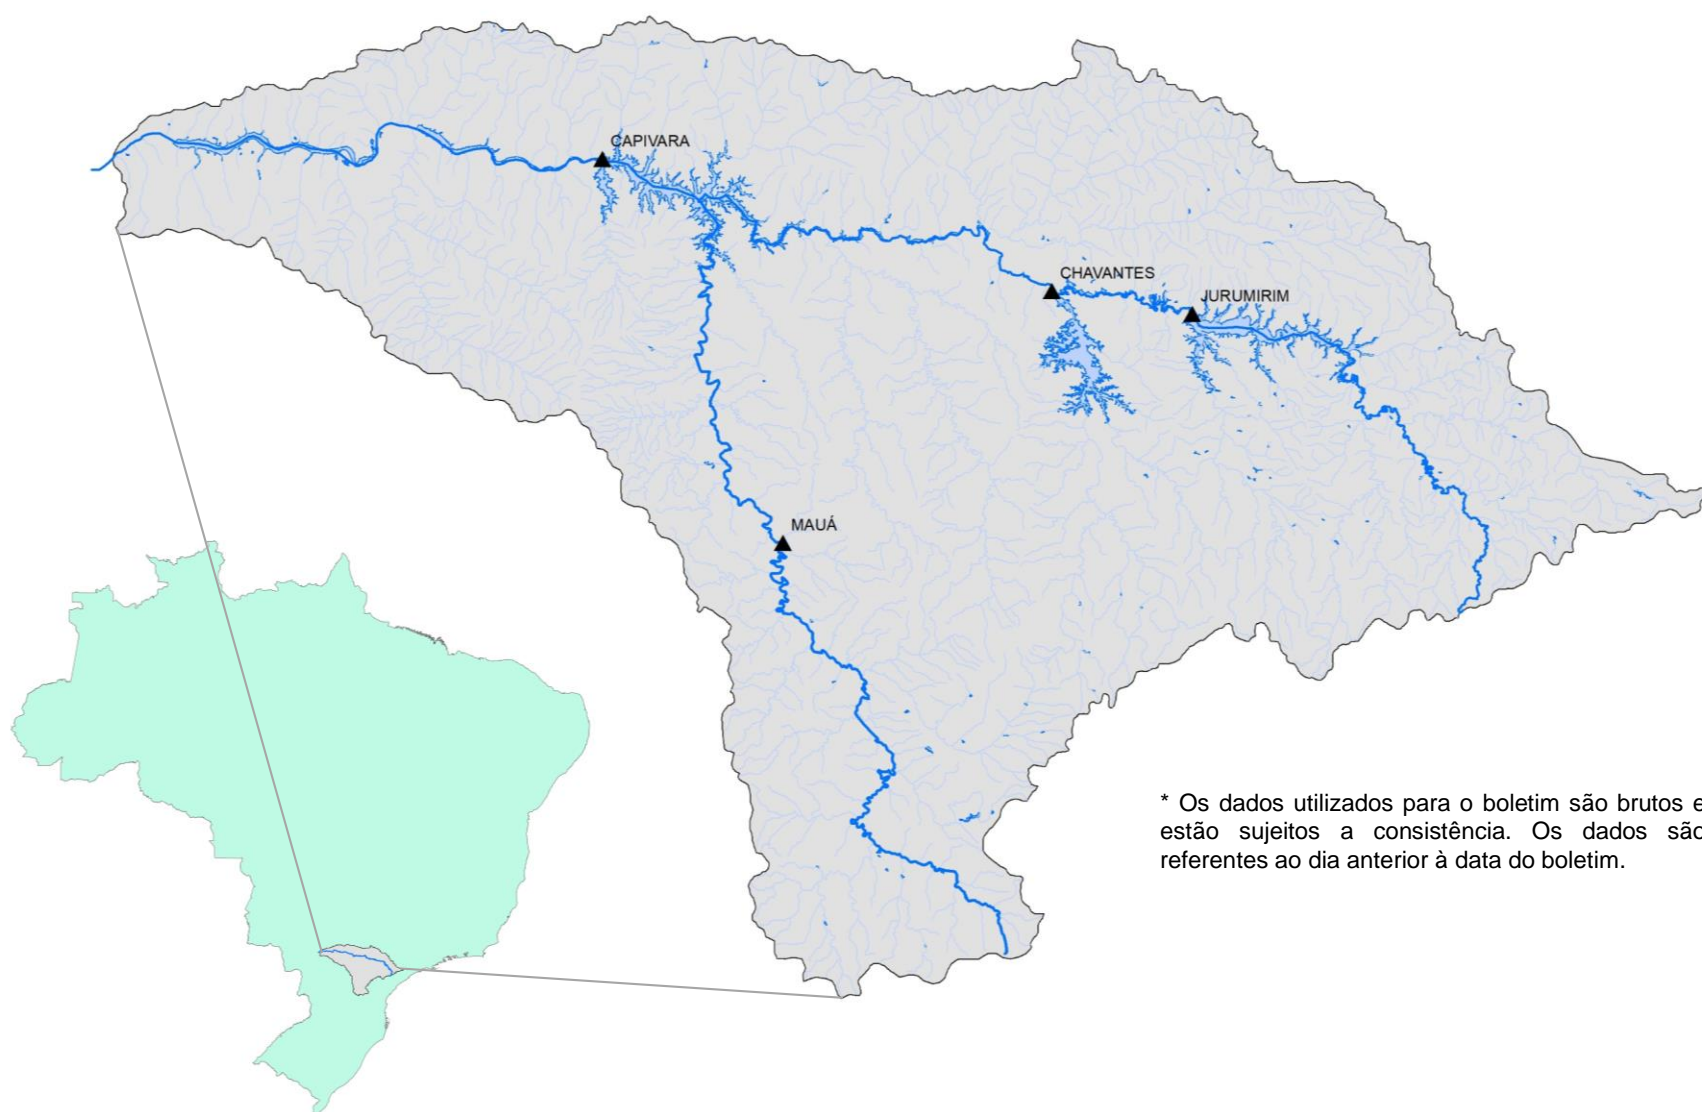 CAPIVARA
CHAVANTES
JURUMIRIM
MAUÁ
* Os dados utilizados para o boletim são brutos e
estão sujeitos a consistência. Os dados são
referentes ao dia anterior à data do boletim.